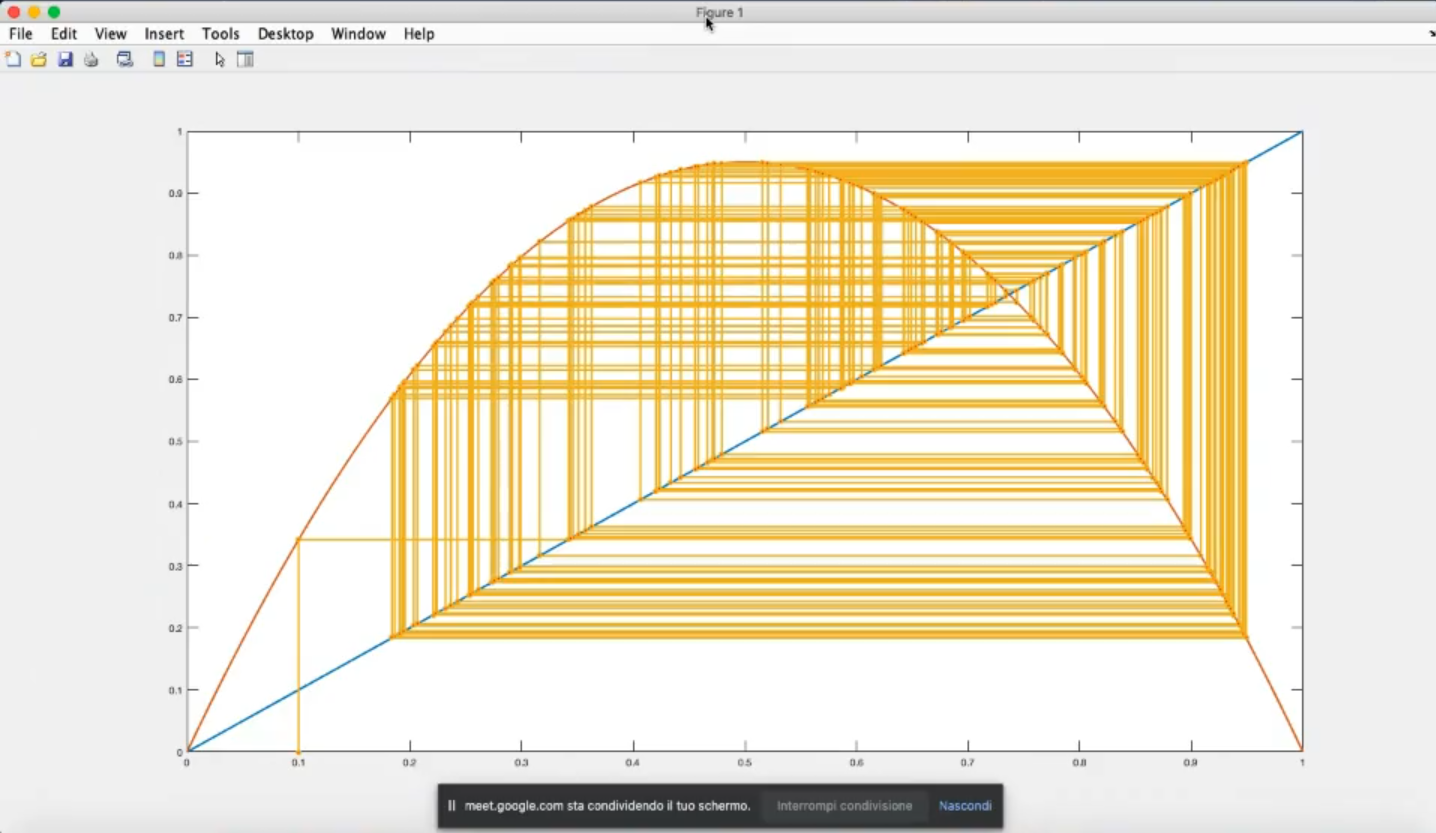 Figure 1
File Edit View Insert Tools Desktop Window Help
1
0.9
0.8
0.7
0.6
0.5
0.4
0.3
0.2
0.1
0
0 0.1 0.2 0.3 0.4 0.5 0.6 0.7 0.8 0.9 1
meet.google.com sta condividendo il tuo schermo. Interrompi condivisione Nascondi